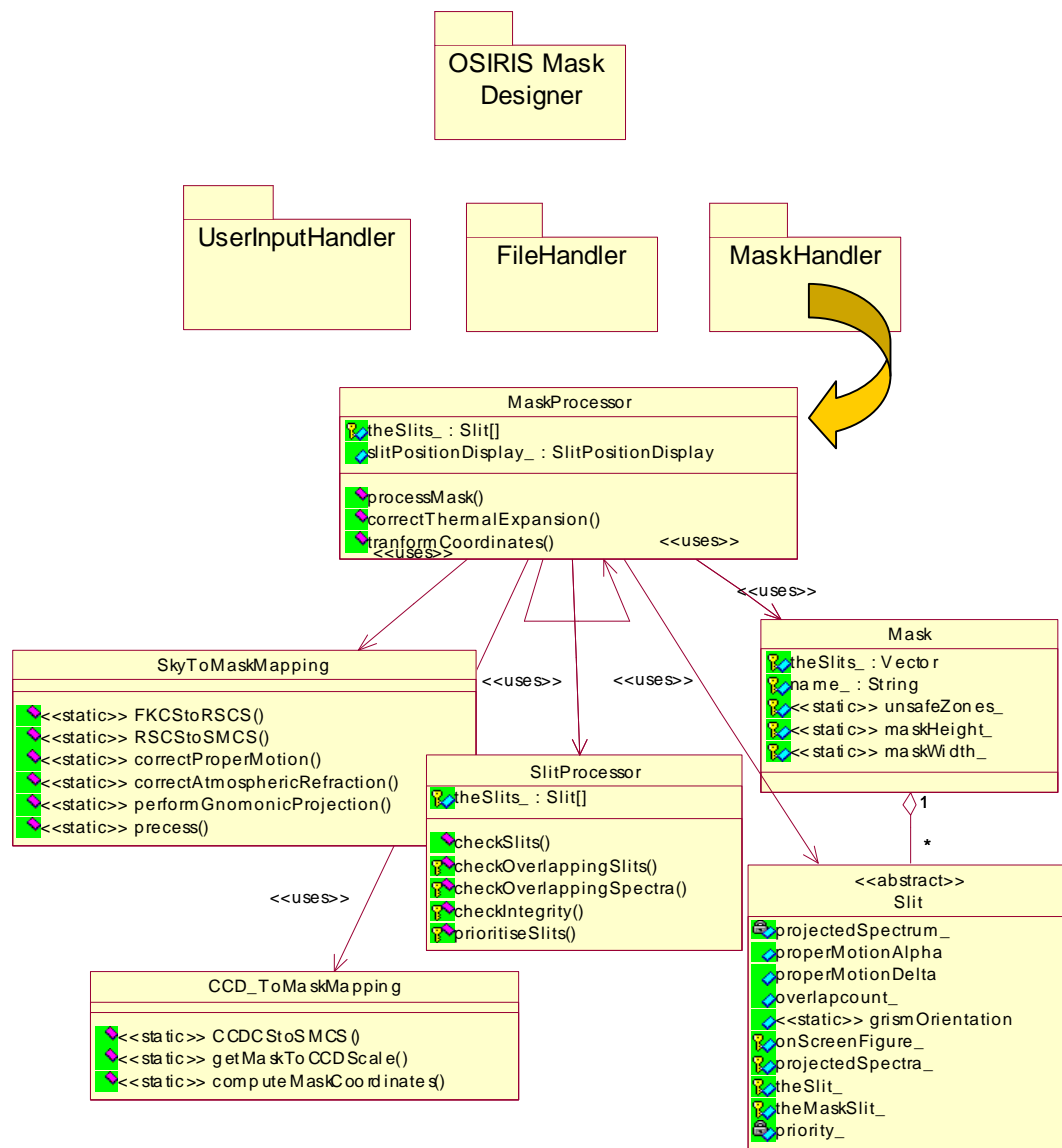 OSIRIS Mask
Designer
UserInputHandler
FileHandler
MaskHandler
MaskProcessor
theSlits_ : Slit[]
slitPositionDisplay_ : SlitPositionDisplay
processMask()
correctThermalExpansion()
tranformCoordinates()
<<uses>>
<<uses>>
<<uses>>
<<uses>>
<<uses>>
<<uses>>
SkyToMaskMapping
<<static>> FKCStoRSCS()
<<static>> RSCStoSMCS()
<<static>> correctProperMotion()
<<static>> correctAtmosphericRefraction()
<<static>> performGnomonicProjection()
<<static>> precess()
Mask
theSlits_ : Vector
name_ : String
<<static>> unsafeZones_
<<static>> maskHeight_
<<static>> maskWidth_
1
*
SlitProcessor
theSlits_ : Slit[]
checkSlits()
checkOverlappingSlits()
checkOverlappingSpectra()
checkIntegrity()
prioritiseSlits()
CCD_ToMaskMapping
<<static>> CCDCStoSMCS()
<<static>> getMaskToCCDScale()
<<static>> computeMaskCoordinates()
<<abstract>>
Slit
projectedSpectrum_
properMotionAlpha
properMotionDelta
overlapcount_
<<static>> grismOrientation
onScreenFigure_
projectedSpectra_
theSlit_
theMaskSlit_
priority_